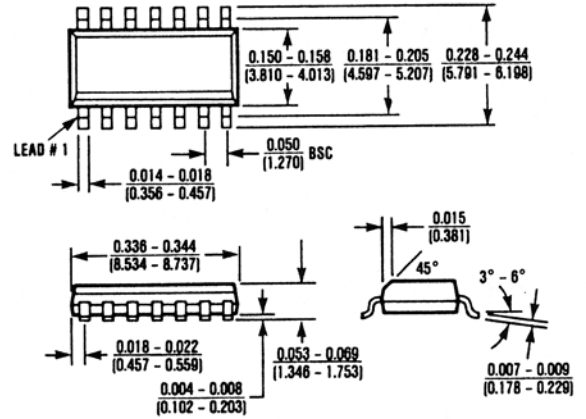 0.150 – 0.158
(3.810 – 4.013)
0.181 – 0.205
(4.597 – 5.207)
0.228 – 0.244
(5.791 – 6.198)
LEAD # 1
0.050
(1.270)
BSC
0.014 – 0.018
(0.356 – 0.457)
0.336 – 0.344
(8.534 – 8.737)
0.015
(0.381)
45°
3° – 6°
0.018 – 0.022
(0.457 – 0.559)
0.053 – 0.069
(1.346 – 1.753)
0.004 – 0.008
(0.102 – 0.203)
0.007 – 0.009
(0.178 – 0.229)